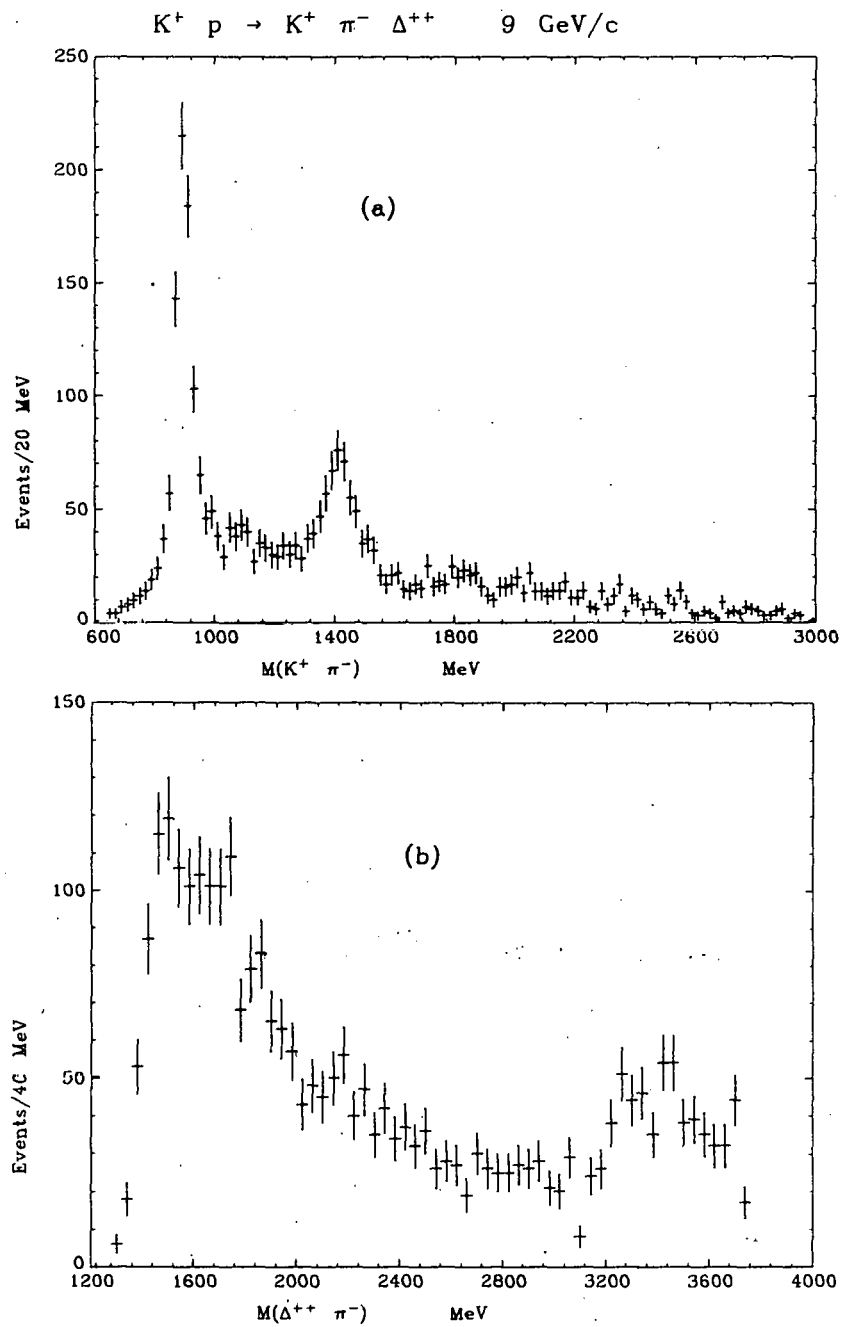 K⁺ p → K⁺ π⁻ Δ⁺⁺ 9 GeV/c
250
200
150
100
50
0
Events/20 MeV
(a)
600 1000 1400 1800 2200 2600 3000
M(K⁺ π⁻) MeV
150
100
50
0
Events/40 MeV
(b)
1200 1600 2000 2400 2800 3200 3600 4000
M(Δ⁺⁺ π⁻) MeV